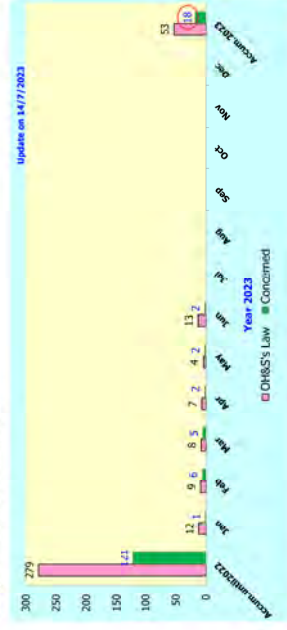 Update on 14/7/2023
300
250
200
150
100
50
0
279
121
12 1
9 6
8 5
7 2
4 2
13 2
53 18
Accum.until2022
Jan
Feb
Mar
Apr
May
Jun
Jul
Aug
Sep
Oct
Nov
Dec
Accum.2023
Year 2023
OH&S's Law Concerned